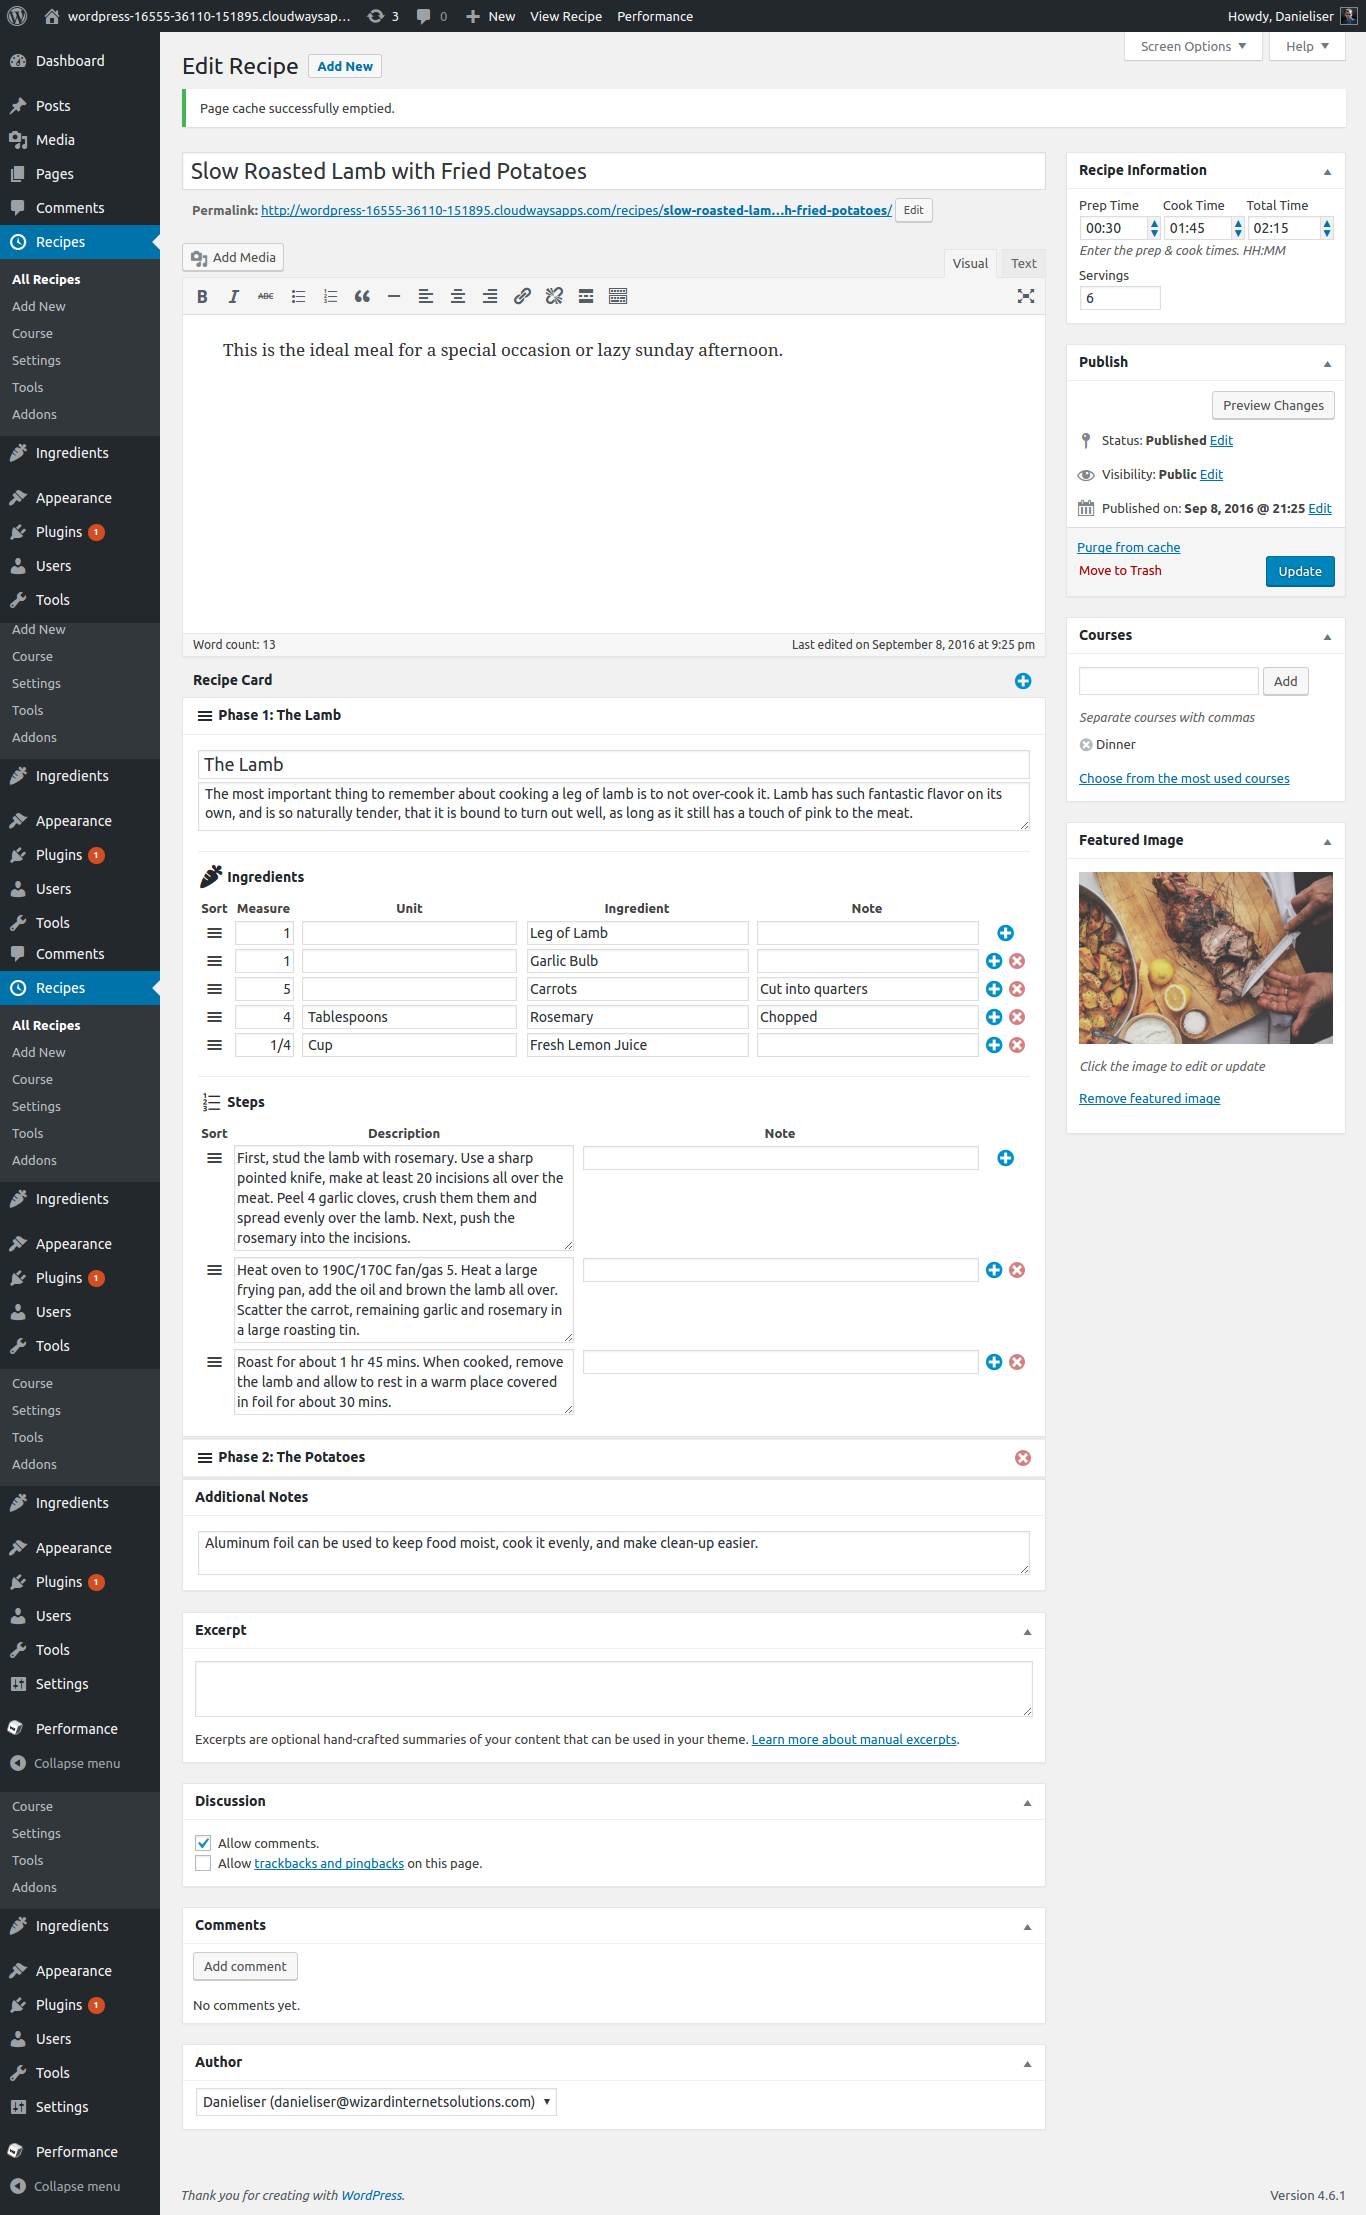 wordpress-16555-36110-151895.cloudwaysap... 3 0 New View Recipe Performance Howdy, Danieliser
Dashboard
Posts
Media
Pages
Comments
Recipes
All Recipes
Add New
Course
Settings
Tools
Addons
Ingredients
Appearance
Plugins 1
Users
Tools
Add New
Course
Settings
Tools
Addons
Ingredients
Appearance
Plugins 1
Users
Tools
Comments
Recipes
All Recipes
Add New
Course
Settings
Tools
Addons
Ingredients
Appearance
Plugins 1
Users
Tools
Course
Settings
Tools
Addons
Ingredients
Appearance
Plugins 1
Users
Tools
Settings
Performance
Collapse menu
Course
Settings
Tools
Addons
Ingredients
Appearance
Plugins 1
Users
Tools
Settings
Performance
Collapse menu
Screen Options Help
Edit Recipe Add New
Page cache successfully emptied.
Slow Roasted Lamb with Fried Potatoes
Permalink: http://wordpress-16555-36110-151895.cloudwaysapps.com/recipes/slow-roasted-lam...h-fried-potatoes/ Edit
Add Media
Visual Text
B I ABC
This is the ideal meal for a special occasion or lazy sunday afternoon.
Word count: 13 Last edited on September 8, 2016 at 9:25 pm
Recipe Card
Phase 1: The Lamb
The Lamb
The most important thing to remember about cooking a leg of lamb is to not over-cook it. Lamb has such fantastic flavor on its
own, and is so naturally tender, that it is bound to turn out well, as long as it still has a touch of pink to the meat.
Ingredients
Sort Measure Unit Ingredient Note
1 Leg of Lamb
1 Garlic Bulb
5 Carrots Cut into quarters
4 Tablespoons Rosemary Chopped
1/4 Cup Fresh Lemon Juice
Steps
Sort Description Note
First, stud the lamb with rosemary. Use a sharp
pointed knife, make at least 20 incisions all over the
meat. Peel 4 garlic cloves, crush them them and
spread evenly over the lamb. Next, push the
rosemary into the incisions.
Heat oven to 190C/170C fan/gas 5. Heat a large
frying pan, add the oil and brown the lamb all over.
Scatter the carrot, remaining garlic and rosemary in
a large roasting tin.
Roast for about 1 hr 45 mins. When cooked, remove
the lamb and allow to rest in a warm place covered
in foil for about 30 mins.
Phase 2: The Potatoes
Additional Notes
Aluminum foil can be used to keep food moist, cook it evenly, and make clean-up easier.
Excerpt
Excerpts are optional hand-crafted summaries of your content that can be used in your theme. Learn more about manual excerpts.
Discussion
Allow comments.
Allow trackbacks and pingbacks on this page.
Comments
Add comment
No comments yet.
Author
Danieliser (danieliser@wizardinternetsolutions.com)
Recipe Information
Prep Time Cook Time Total Time
00:30 01:45 02:15
Enter the prep & cook times. HH:MM
Servings
6
Publish
Preview Changes
Status: Published Edit
Visibility: Public Edit
Published on: Sep 8, 2016 @ 21:25 Edit
Purge from cache
Move to Trash
Update
Courses
Add
Separate courses with commas
Dinner
Choose from the most used courses
Featured Image
Click the image to edit or update
Remove featured image
Thank you for creating with WordPress. Version 4.6.1